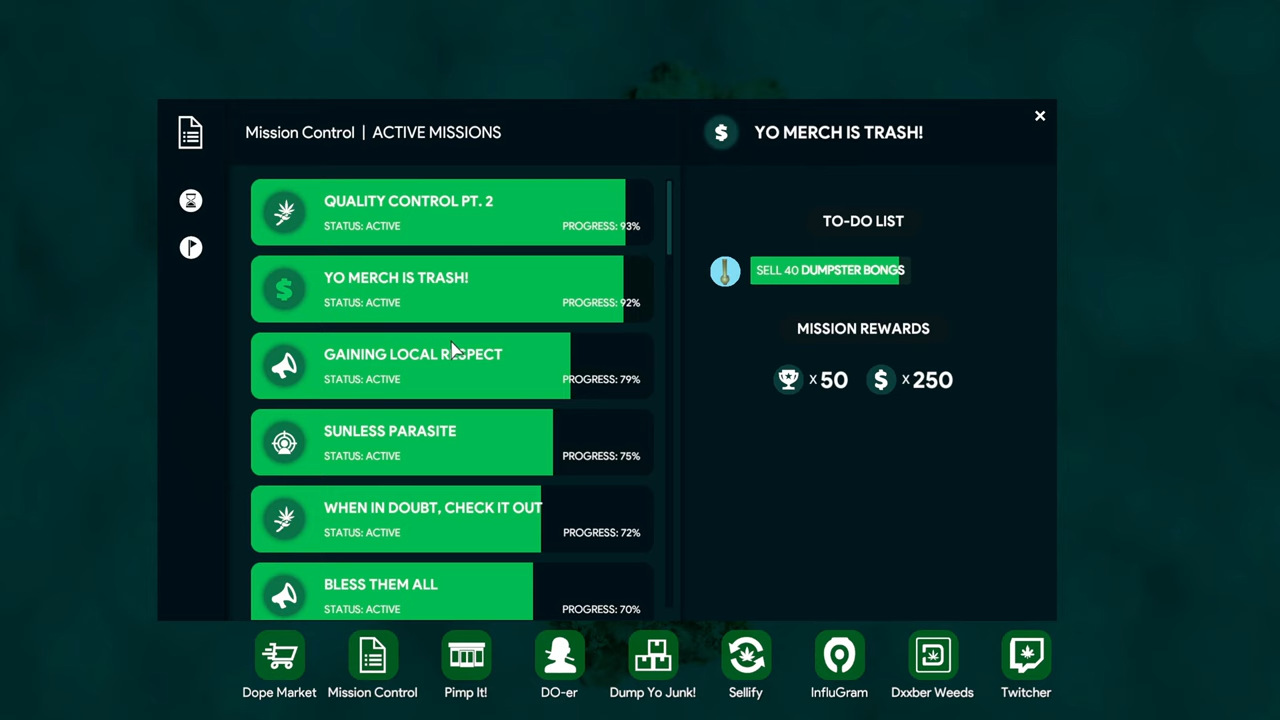 Mission Control | ACTIVE MISSIONS
QUALITY CONTROL PT. 2
STATUS: ACTIVE PROGRESS: 93%
YO MERCH IS TRASH!
STATUS: ACTIVE PROGRESS: 92%
GAINING LOCAL RESPECT
STATUS: ACTIVE PROGRESS: 79%
SUNLESS PARASITE
STATUS: ACTIVE PROGRESS: 75%
WHEN IN DOUBT, CHECK IT OUT
STATUS: ACTIVE PROGRESS: 72%
BLESS THEM ALL
STATUS: ACTIVE PROGRESS: 70%
YO MERCH IS TRASH!
TO-DO LIST
SELL 40 DUMPSTER BONGS
MISSION REWARDS
x 50 $ x 250
Dope Market Mission Control Pimp It! DO-er Dump Yo Junk! Sellify InfluGram Dxxber Weeds Twitcher